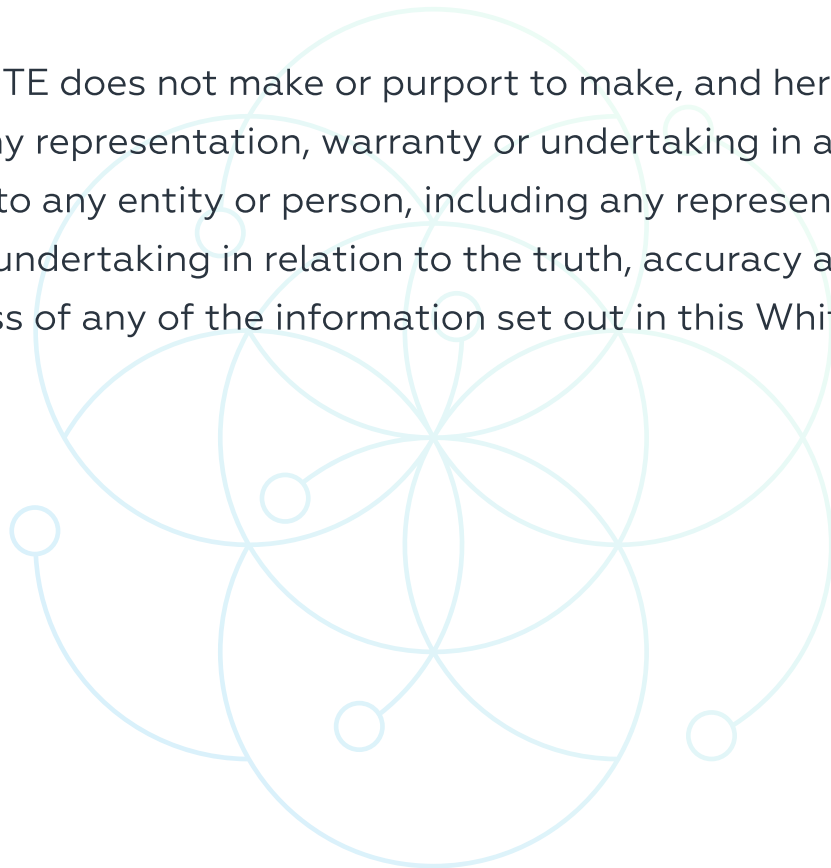 TE does not make or purport to make, and her
y representation, warranty or undertaking in a
to any entity or person, including any represen
undertaking in relation to the truth, accuracy a
ss of any of the information set out in this Whi